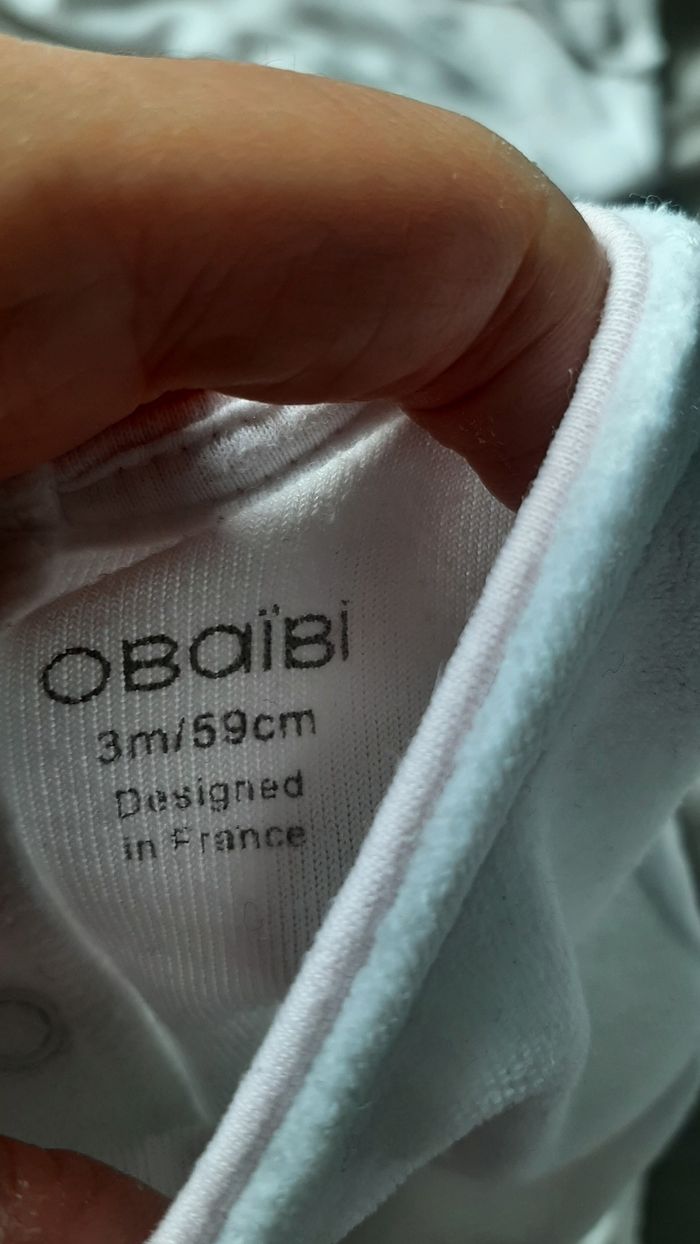 OBaïBi
3m/59cm
Designed
in France